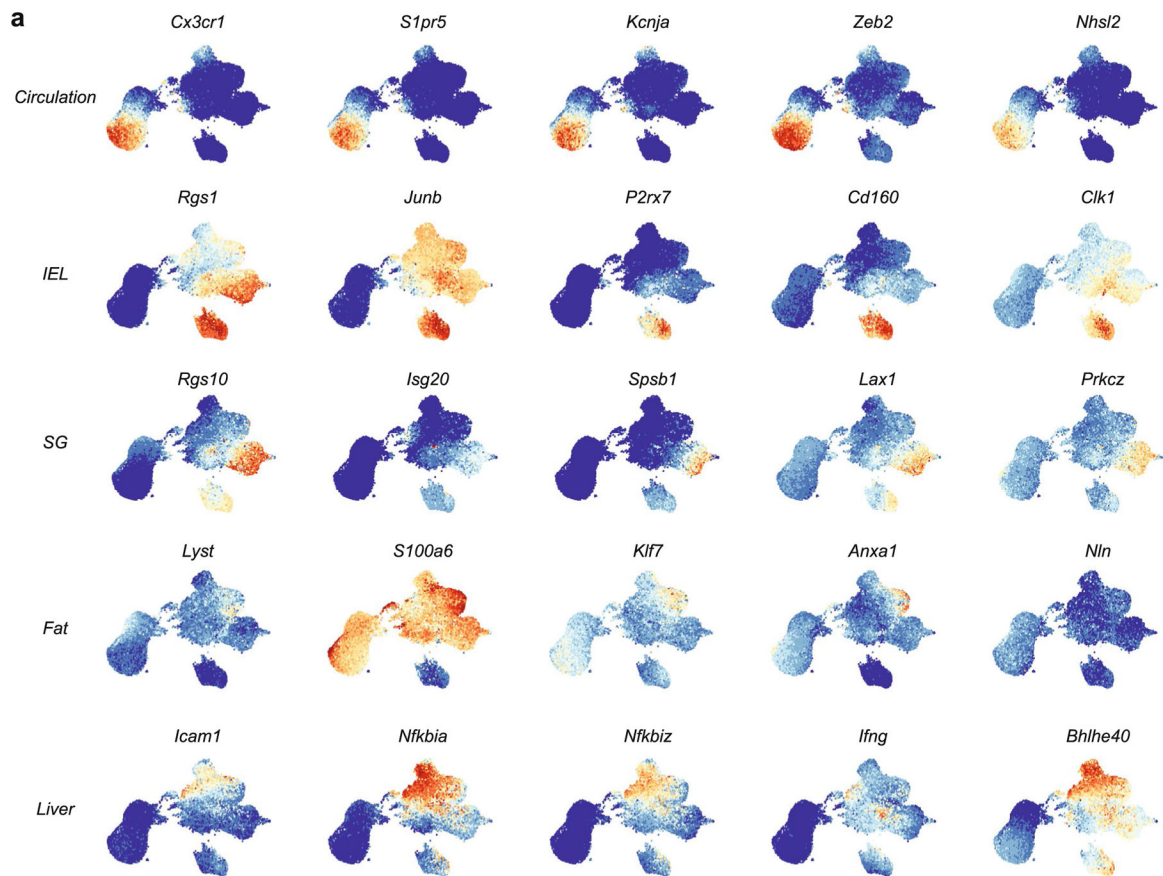 a
Cx3cr1 S1pr5 Kcnja Zeb2 Nhsl2
Circulation
Rgs1 Junb P2rx7 Cd160 Clk1
IEL
Rgs10 Isg20 Spsb1 Lax1 Prkcz
SG
Lyst S100a6 Klf7 Anxa1 Nln
Fat
Icam1 Nfkbia Nfkbiz Ifng Bhlhe40
Liver